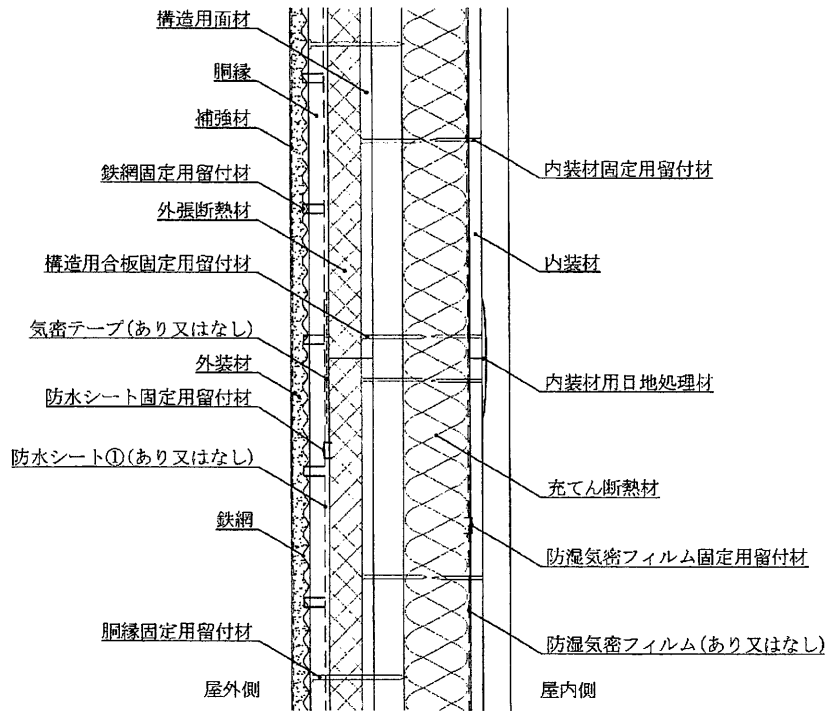 構造用面材
胴縁
補強材
鉄網固定用留付材
外張断熱材
構造用合板固定用留付材
気密テープ(あり又はなし)
外装材
防水シート固定用留付材
防水シート①(あり又はなし)
鉄網
胴縁固定用留付材
屋外側
内装材固定用留付材
内装材
内装材用目地処理材
充てん断熱材
防湿気密フィルム固定用留付材
防湿気密フィルム(あり又はなし)
屋内側